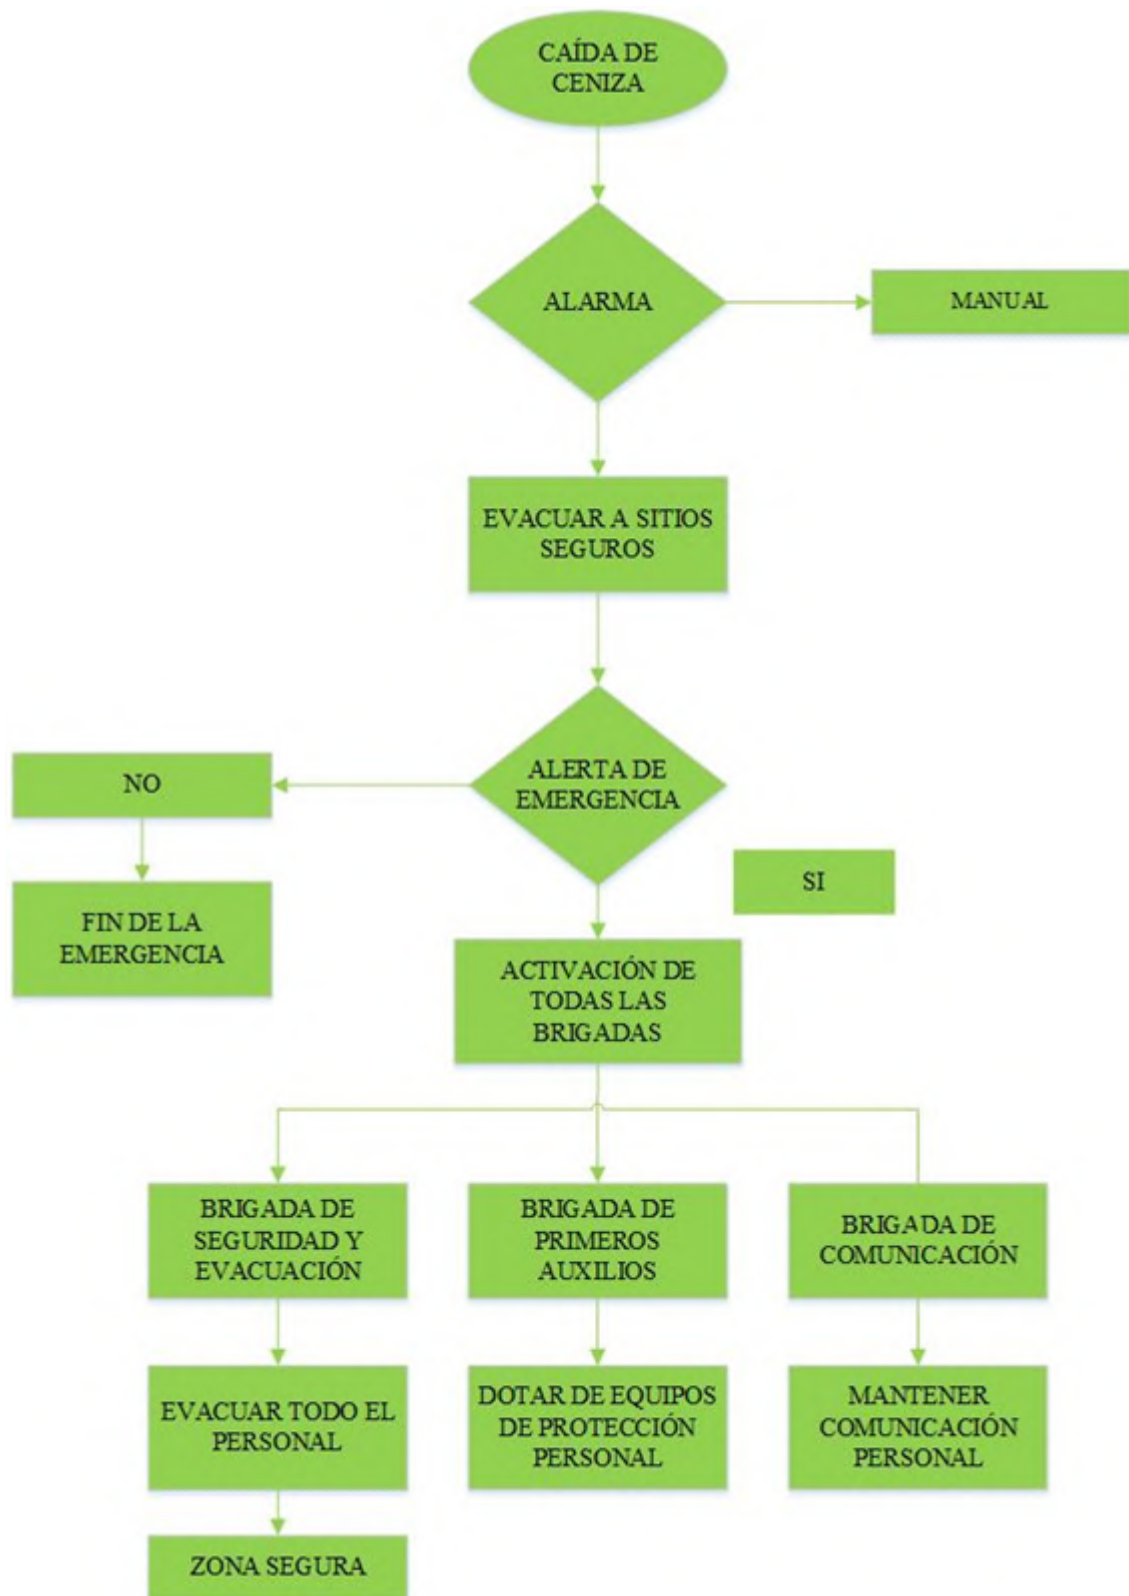 CAÍDA DE
CENIZA
ALARMA
MANUAL
EVACUAR A SITIOS
SEGUROS
ALERTA DE
EMERGENCIA
NO
SI
FIN DE LA
EMERGENCIA
ACTIVACIÓN DE
TODAS LAS
BRIGADAS
BRIGADA DE
SEGURIDAD Y
EVACUACIÓN
BRIGADA DE
PRIMEROS
AUXILIOS
BRIGADA DE
COMUNICACIÓN
EVACUAR TODO EL
PERSONAL
DOTAR DE EQUIPOS
DE PROTECCIÓN
PERSONAL
MANTENER
COMUNICACIÓN
PERSONAL
ZONA SEGURA